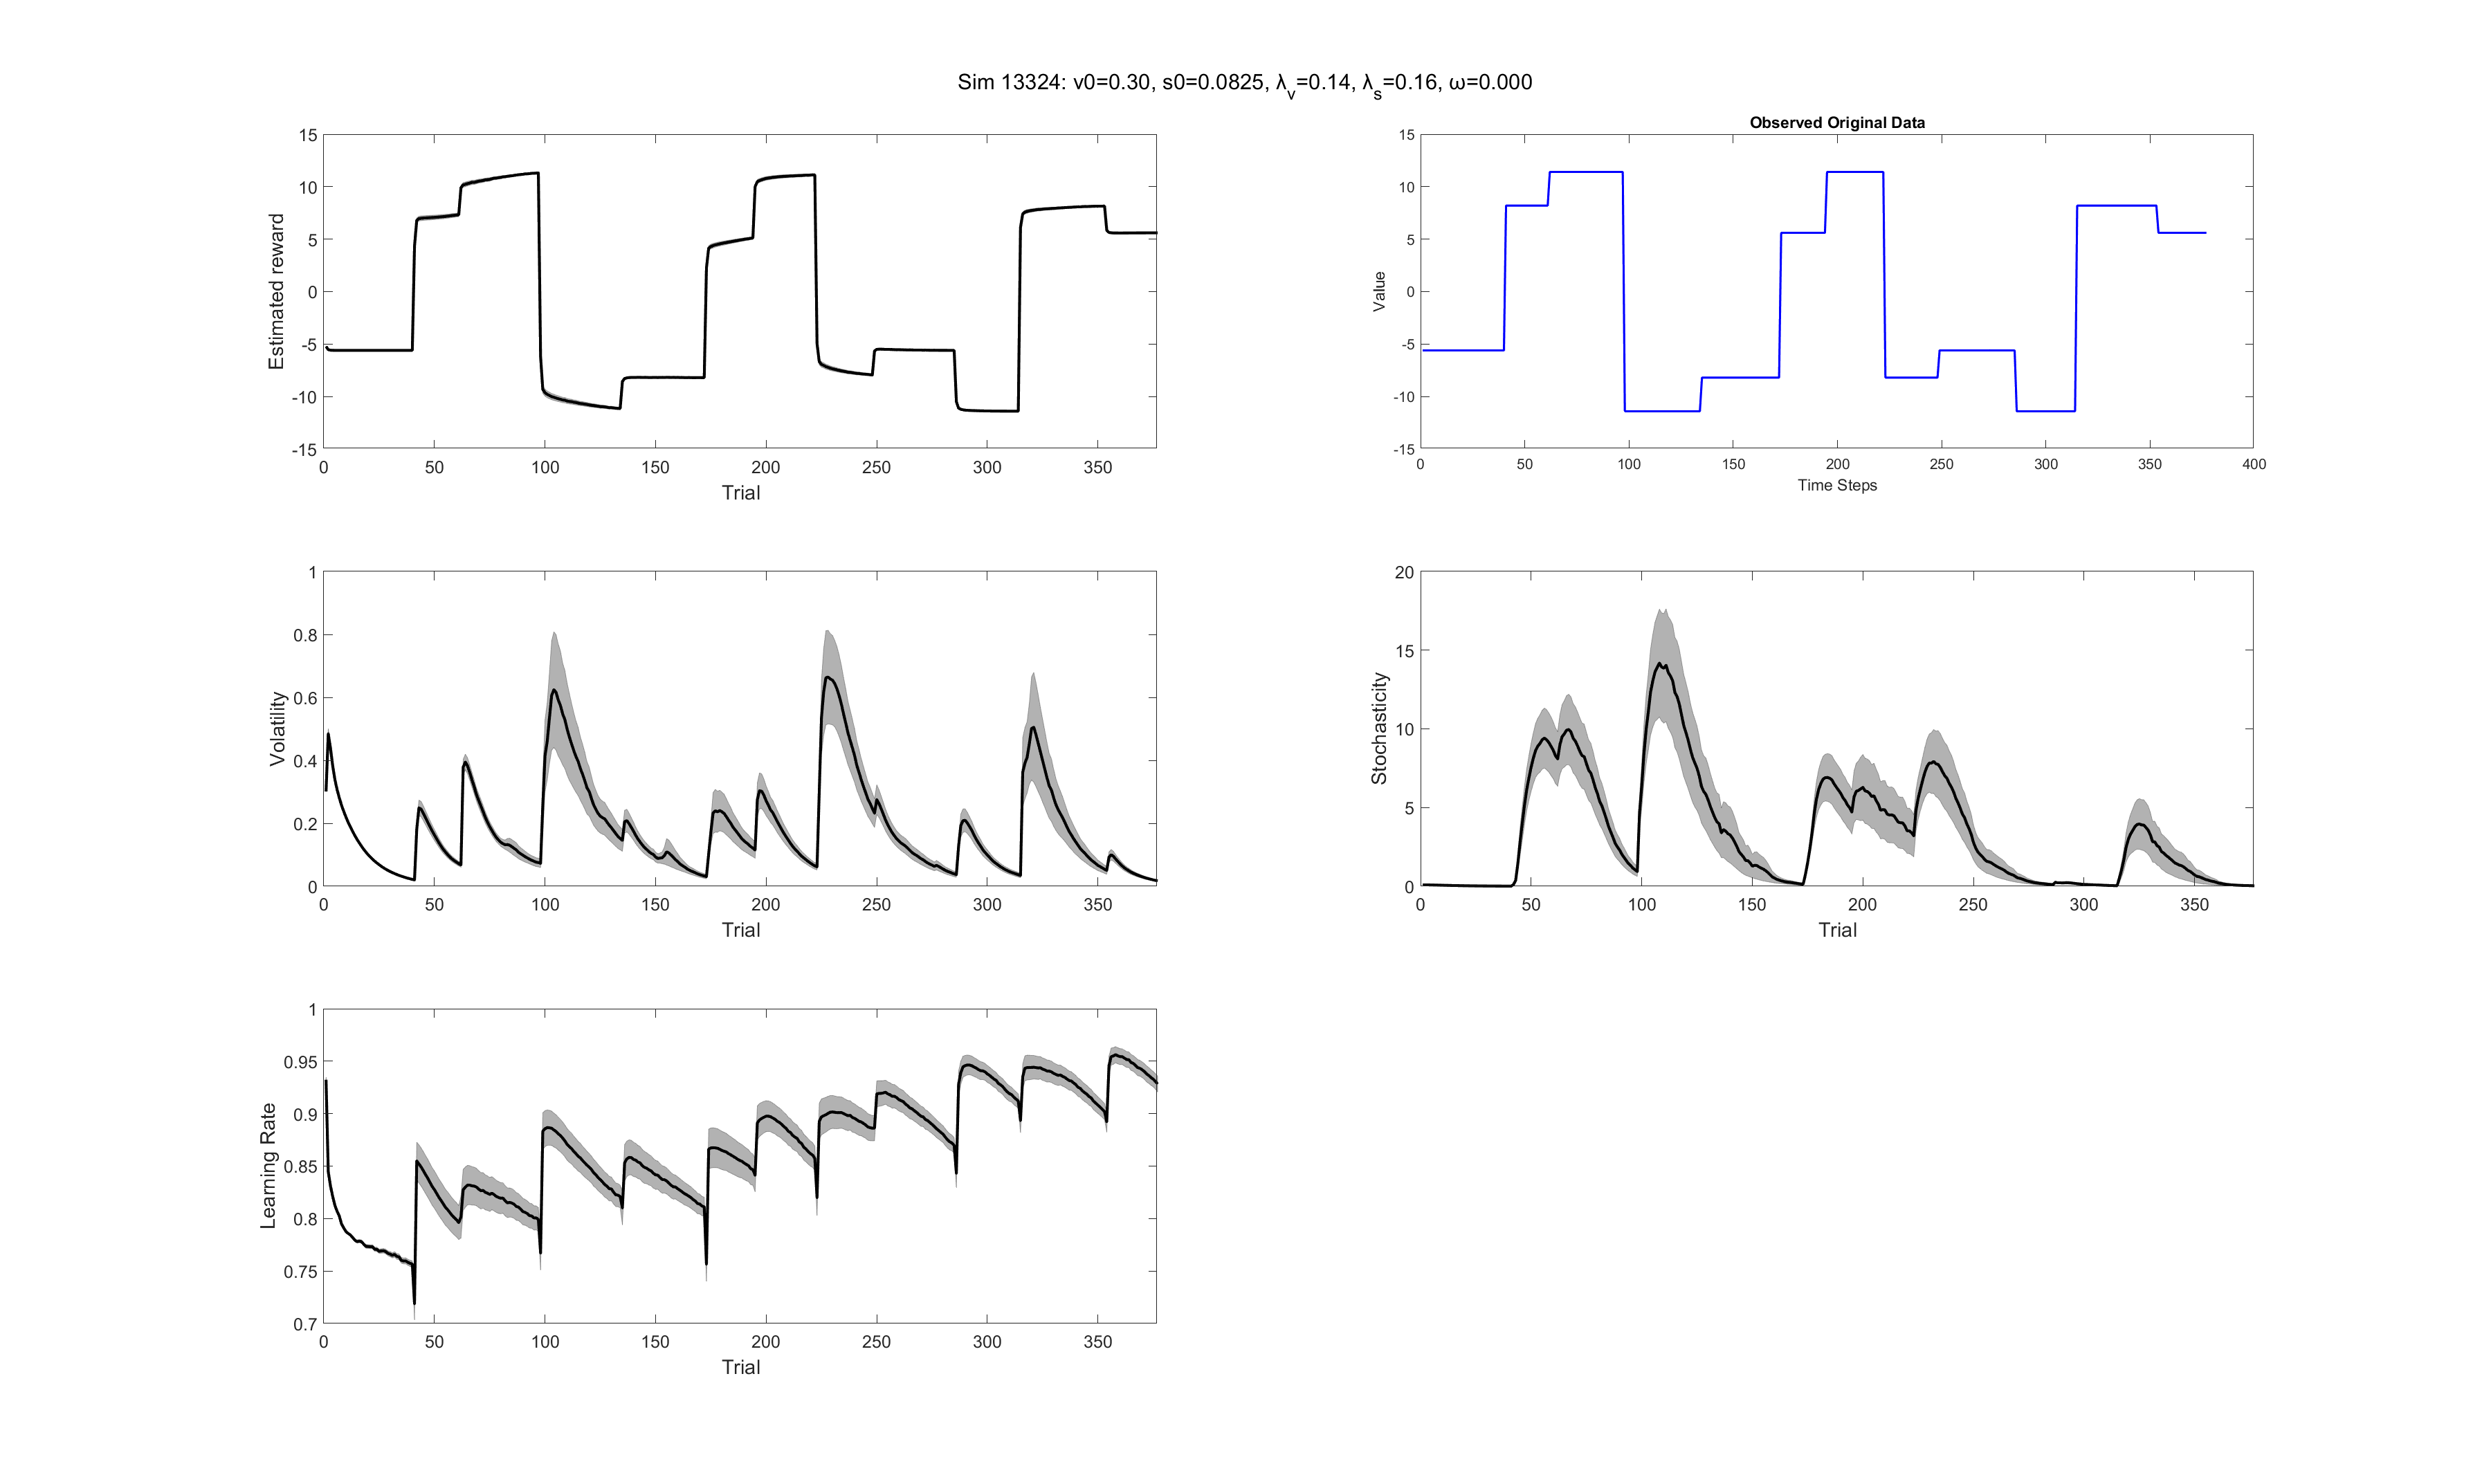 Sim 13324: v0=0.30, s0=0.0825, λv=0.14, λs=0.16, ω=0.000
15
10
5
0
-5
-10
-15
Estimated reward
0 50 100 150 200 250 300 350
Trial
Observed Original Data
15
10
5
0
-5
-10
-15
Value
0 50 100 150 200 250 300 350 400
Time Steps
1
0.8
0.6
0.4
0.2
0
Volatility
0 50 100 150 200 250 300 350
Trial
20
15
10
5
0
Stochasticity
0 50 100 150 200 250 300 350
Trial
1
0.95
0.9
0.85
0.8
0.75
0.7
Learning Rate
0 50 100 150 200 250 300 350
Trial